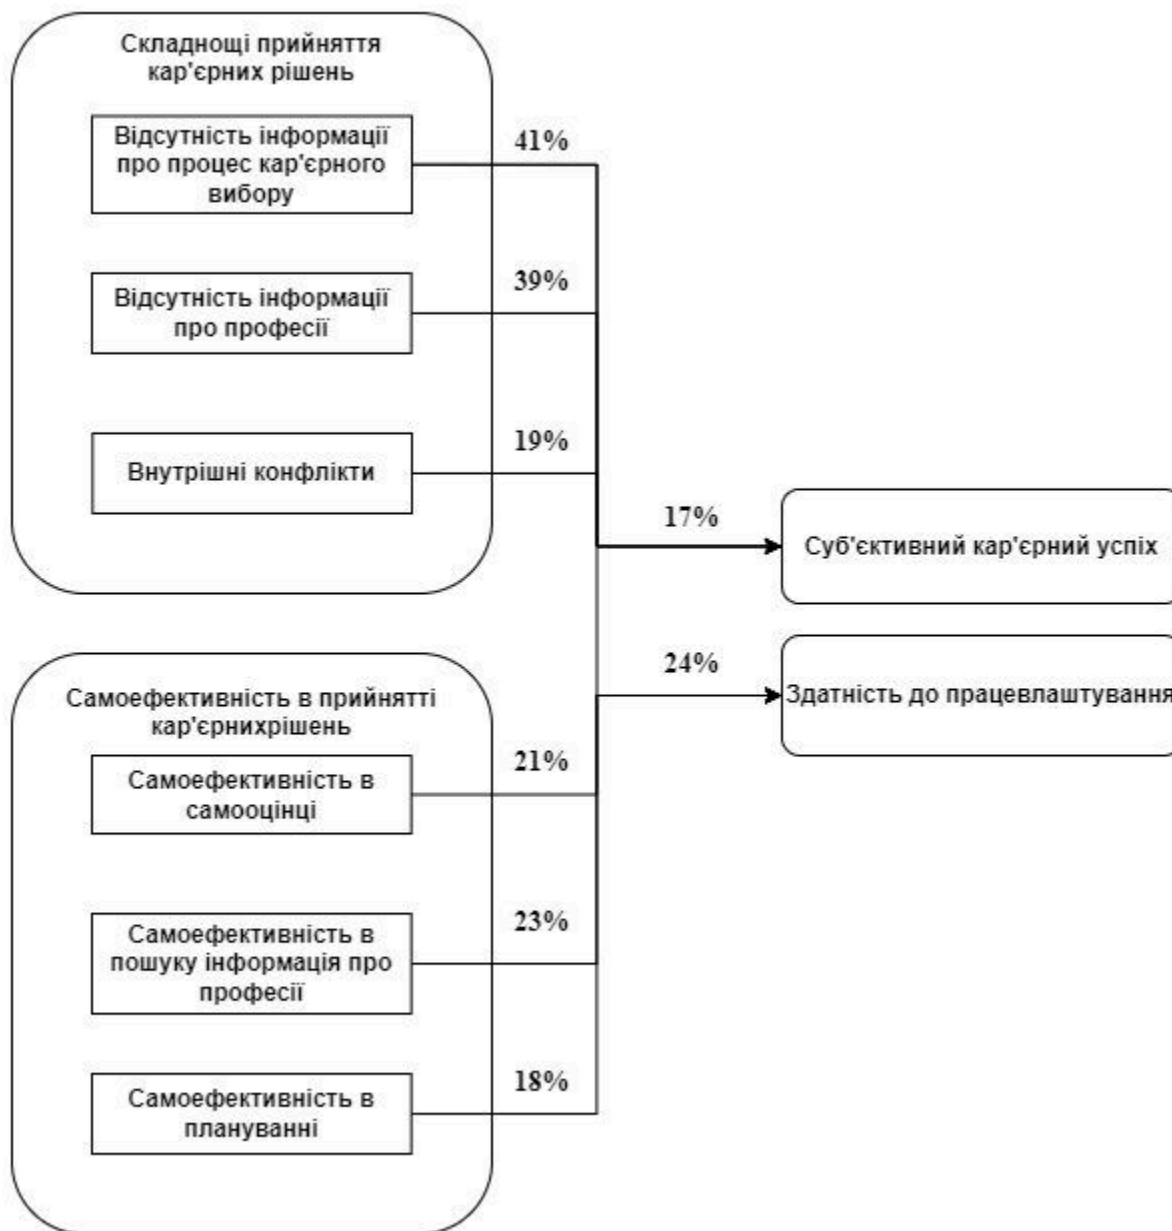 Складнощі прийняття
кар'єрних рішень
Відсутність інформації
про процес кар'єрного
вибору
41%
Відсутність інформації
про професії
39%
Внутрішні конфлікти
19%
17%
Суб'єктивний кар'єрний успіх
24%
Здатність до працевлаштування
Самоефективність в прийнятті
кар'єрнихрішень
Самоефективність в
самооцінці
21%
Самоефективність в
пошуку інформація про
професії
23%
Самоефективність в
плануванні
18%